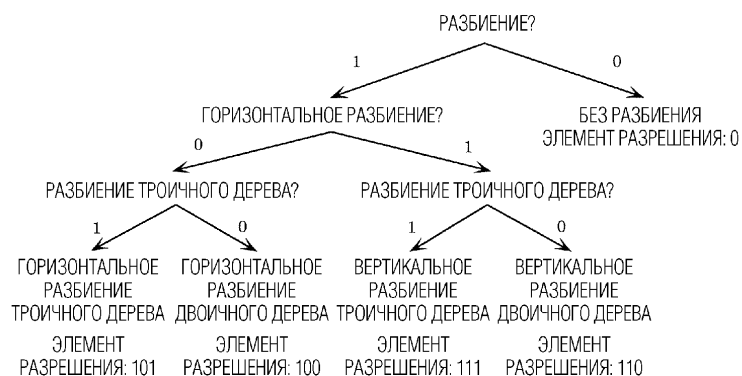 РАЗБИЕНИЕ?
1
0
ГОРИЗОНТАЛЬНОЕ РАЗБИЕНИЕ?
БЕЗ РАЗБИЕНИЯ
ЭЛЕМЕНТ РАЗРЕШЕНИЯ: 0
0
1
РАЗБИЕНИЕ ТРОИЧНОГО ДЕРЕВА?
РАЗБИЕНИЕ ТРОИЧНОГО ДЕРЕВА?
1
0
1
0
ГОРИЗОНТАЛЬНОЕ
РАЗБИЕНИЕ
ТРОИЧНОГО ДЕРЕВА
ЭЛЕМЕНТ
РАЗРЕШЕНИЯ: 101
ГОРИЗОНТАЛЬНОЕ
РАЗБИЕНИЕ
ДВОИЧНОГО ДЕРЕВА
ЭЛЕМЕНТ
РАЗРЕШЕНИЯ: 100
ВЕРТИКАЛЬНОЕ
РАЗБИЕНИЕ
ТРОИЧНОГО ДЕРЕВА
ЭЛЕМЕНТ
РАЗРЕШЕНИЯ: 111
ВЕРТИКАЛЬНОЕ
РАЗБИЕНИЕ
ДВОИЧНОГО ДЕРЕВА
ЭЛЕМЕНТ
РАЗРЕШЕНИЯ: 110